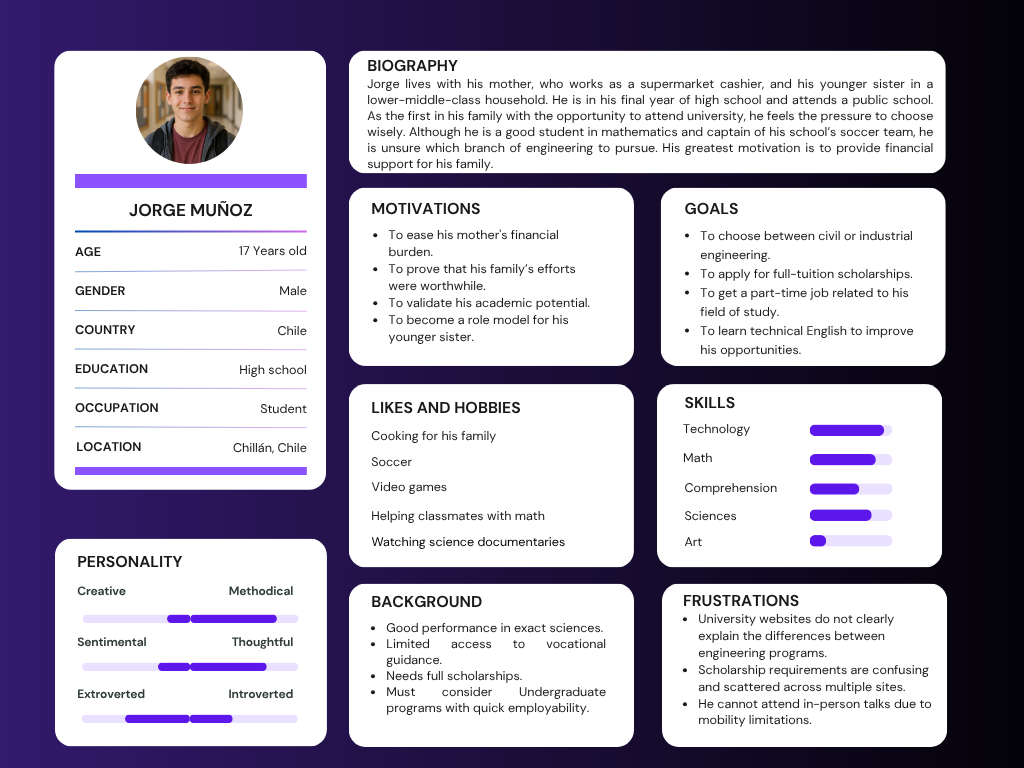 JORGE MUÑOZ
AGE 17 Years old
GENDER Male
COUNTRY Chile
EDUCATION High school
OCCUPATION Student
LOCATION Chillán, Chile
PERSONALITY
Creative Methodical
Sentimental Thoughtful
Extroverted Introverted
BIOGRAPHY
Jorge lives with his mother, who works as a supermarket cashier, and his younger sister in a
lower-middle-class household. He is in his final year of high school and attends a public school.
As the first in his family with the opportunity to attend university, he feels the pressure to choose
wisely. Although he is a good student in mathematics and captain of his school’s soccer team, he
is unsure which branch of engineering to pursue. His greatest motivation is to provide financial
support for his family.
MOTIVATIONS
• To ease his mother's financial
burden.
• To prove that his family’s efforts
were worthwhile.
• To validate his academic potential.
• To become a role model for his
younger sister.
GOALS
• To choose between civil or industrial
engineering.
• To apply for full-tuition scholarships.
• To get a part-time job related to his
field of study.
• To learn technical English to improve
his opportunities.
LIKES AND HOBBIES
Cooking for his family
Soccer
Video games
Helping classmates with math
Watching science documentaries
SKILLS
Technology
Math
Comprehension
Sciences
Art
BACKGROUND
• Good performance in exact sciences.
• Limited access to vocational
guidance.
• Needs full scholarships.
• Must consider Undergraduate
programs with quick employability.
FRUSTRATIONS
• University websites do not clearly
explain the differences between
engineering programs.
• Scholarship requirements are confusing
and scattered across multiple sites.
• He cannot attend in-person talks due to
mobility limitations.